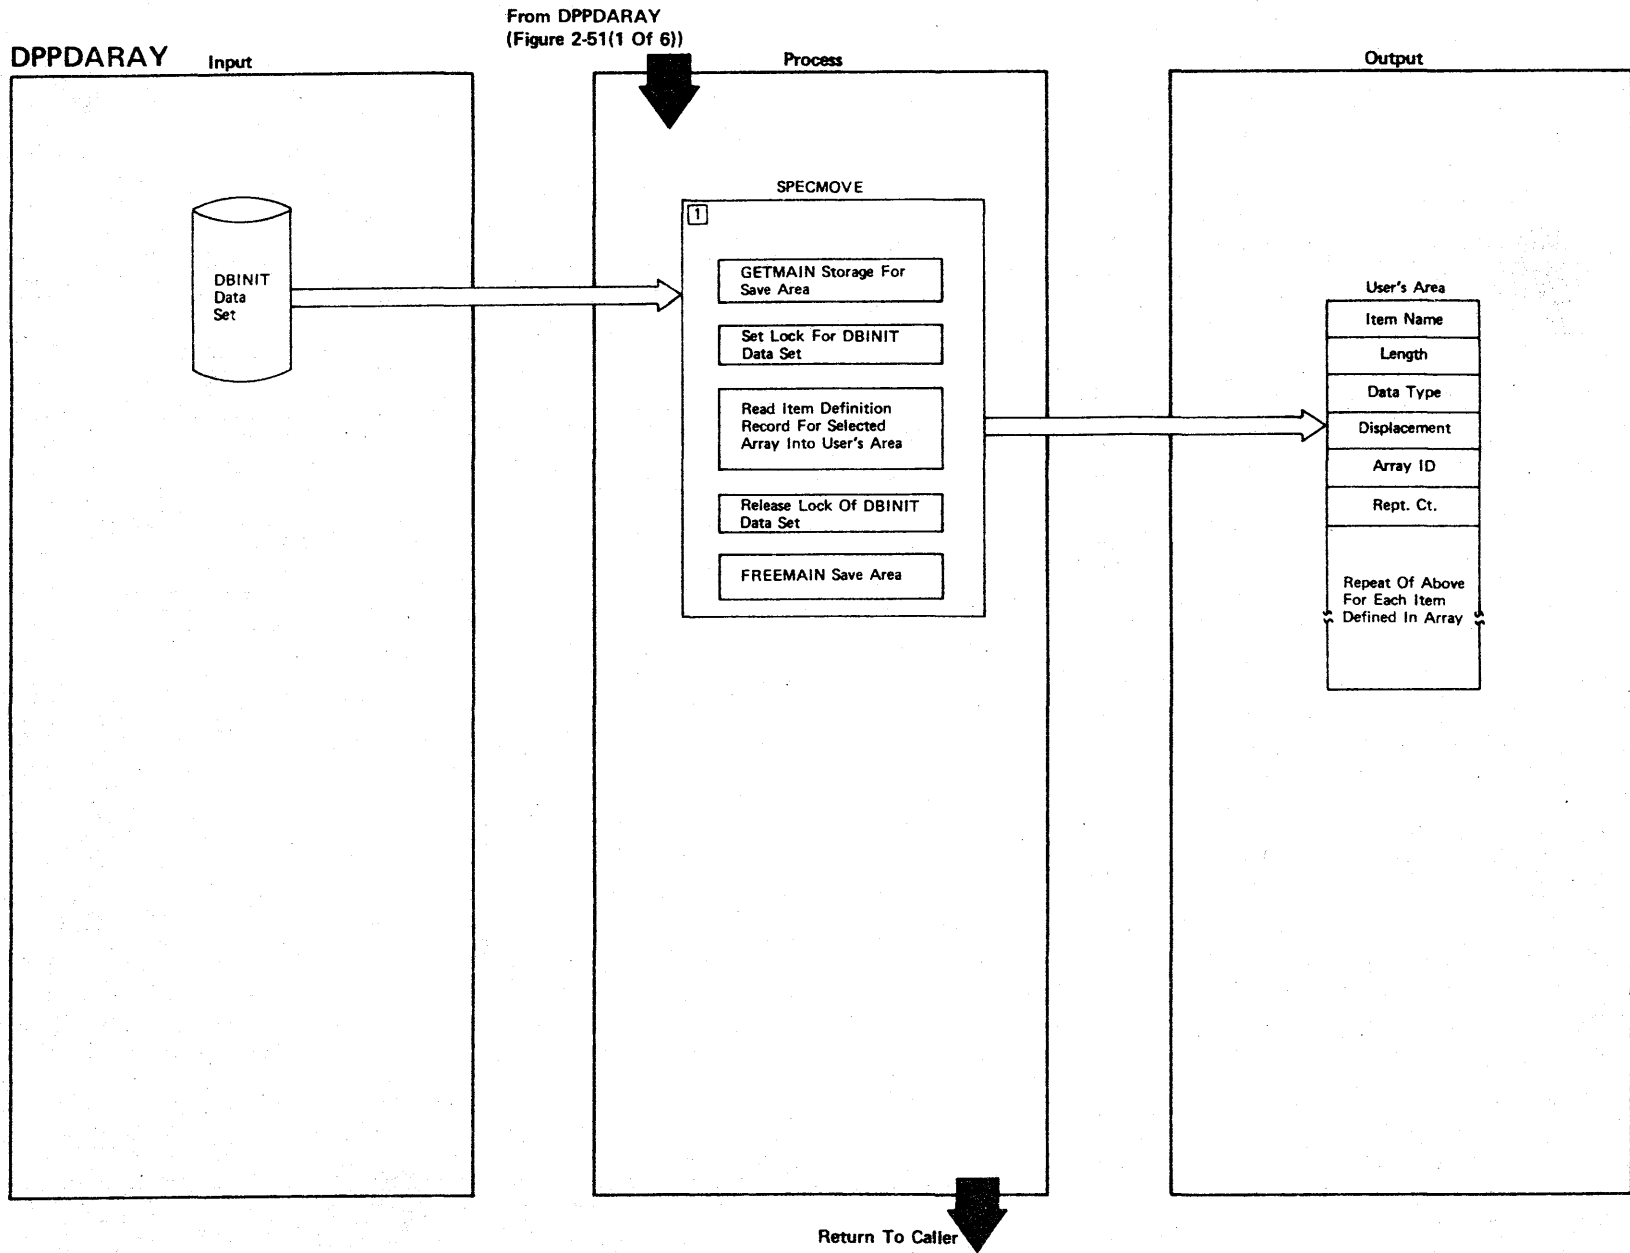 From DPPDARAY
(Figure 2-51(1 Of 6))
DPPDARAY
Input
Process
Output
SPECMOVE
1
DBINIT
Data
Set
GETMAIN Storage For
Save Area
Set Lock For DBINIT
Data Set
Read Item Definition
Record For Selected
Array Into User's Area
Release Lock Of DBINIT
Data Set
FREEMAIN Save Area
User's Area
Item Name
Length
Data Type
Displacement
Array ID
Rept. Ct.
Repeat Of Above
For Each Item
Defined In Array
Return To Caller